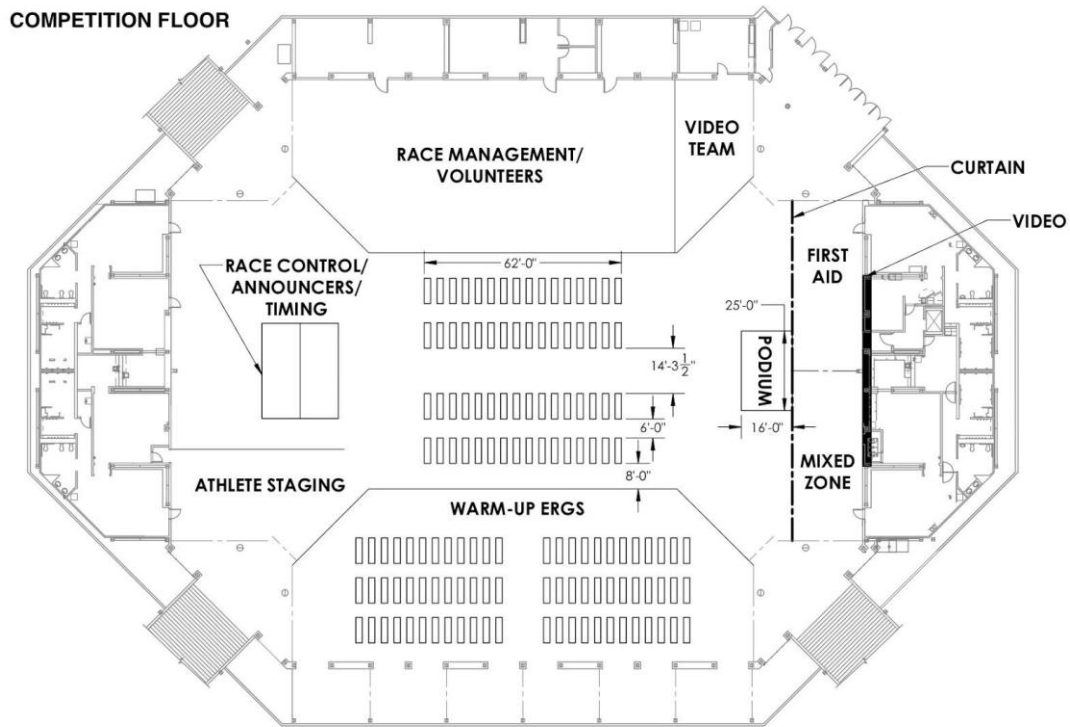 COMPETITION FLOOR
VIDEO
TEAM
RACE MANAGEMENT/
VOLUNTEERS
CURTAIN
VIDEO
FIRST
AID
RACE CONTROL/
ANNOUNCERS/
TIMING
62'-0"
25'-0"
PODIUM
14'-3 1/2"
6'-0"
16'-0"
8'-0"
MIXED
ZONE
ATHLETE STAGING
WARM-UP ERGS